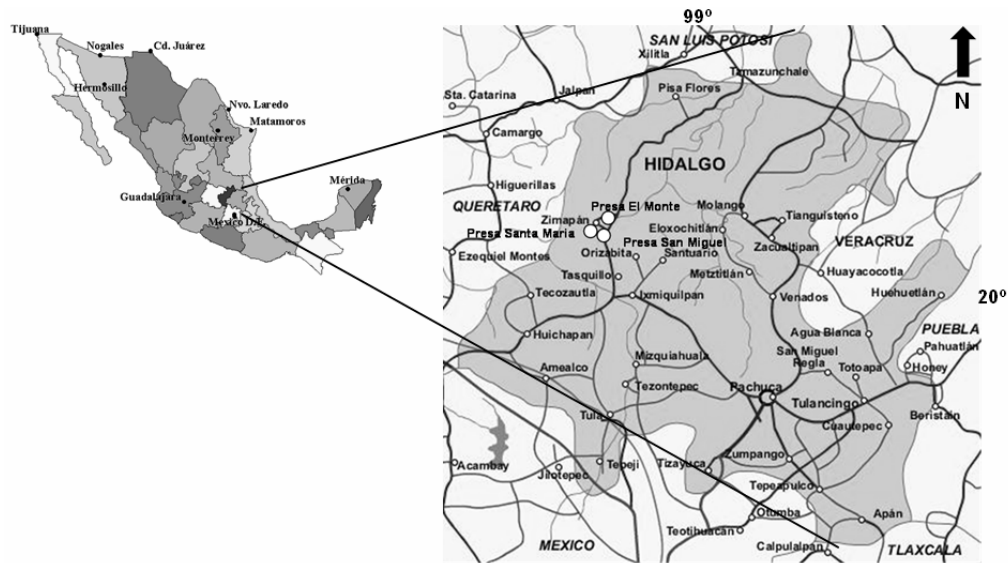 Tijuana
Nogales
Cd. Juárez
Hermosillo
Nvo. Laredo
Matamoros
Monterrey
Guadalajara
Mérida
México D.F.
99º
SAN LUIS POTOSI
Xilitla
Tamazunchale
Jalpan
Sta. Catarina
Pisa Flores
N
Camargo
HIDALGO
Higuerillas
QUERETARO
Presa El Monte
Molango
Tianguisteno
Zimapán
Eloxochitlán
Presa Santa Maria
Presa San Miguel
Zacualtipan
VERACRUZ
Ezequiel Montes
Orizabita
Santuario
Tasquillo
Metztitlán
Huayacocotla
Tecozautla
Ixmiquilpan
Venados
Huehuetlán
20º
Huichapan
Agua Blanca
PUEBLA
Pahuatlán
Mizquiahuala
San Miguel
Regla
Totoapa
Honey
Amealco
Tezontepec
Pachuca
Tulancingo
Beristain
Tula
Cuautepec
Acambay
Jilotepec
Tepeji
Tizayuca
Zumpango
Tepeapulco
Otumba
Apán
Teotihuacán
MEXICO
Calpulalpan
TLAXCALA